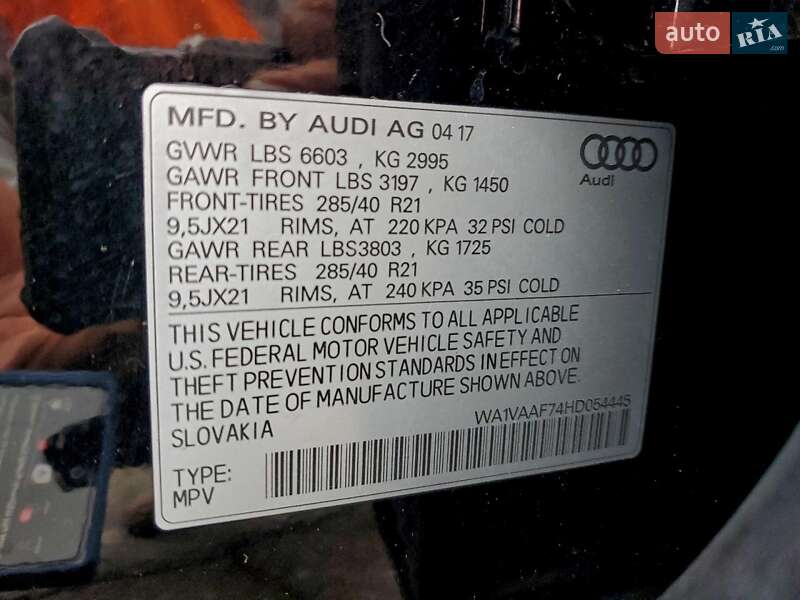 auto RIA .com
MFD. BY AUDI AG 04 17
GVWR LBS 6603 , KG 2995
GAWR FRONT LBS 3197 , KG 1450
FRONT-TIRES 285/40 R21
9,5JX21 RIMS, AT 220 KPA 32 PSI COLD
GAWR REAR LBS3803 , KG 1725
REAR-TIRES 285/40 R21
9,5JX21 RIMS, AT 240 KPA 35 PSI COLD
Audi
THIS VEHICLE CONFORMS TO ALL APPLICABLE
U.S. FEDERAL MOTOR VEHICLE SAFETY AND
THEFT PREVENTION STANDARDS IN EFFECT ON
THE DATE OF MANUFACTURE SHOWN ABOVE.
SLOVAKIA
WA1VAAF74HD054445
TYPE:
MPV